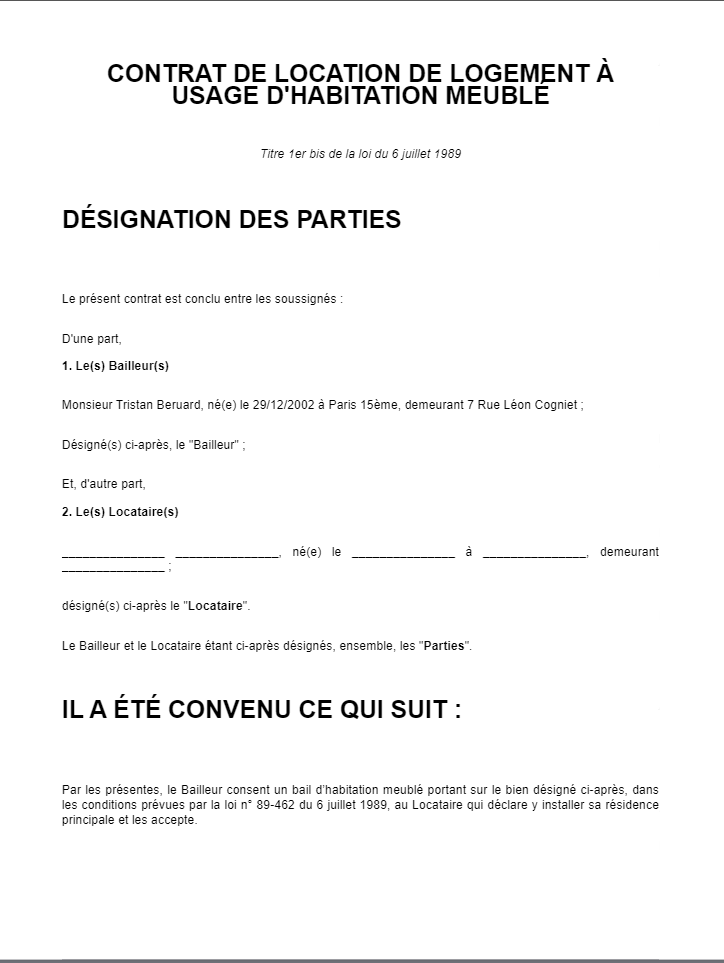 CONTRAT DE LOCATION DE LOGEMENT À
USAGE D'HABITATION MEUBLÉ
Titre 1er bis de la loi du 6 juillet 1989
DÉSIGNATION DES PARTIES
Le présent contrat est conclu entre les soussignés :
D'une part,
1. Le(s) Bailleur(s)
Monsieur Tristan Beruard, né(e) le 29/12/2002 à Paris 15ème, demeurant 7 Rue Léon Cogniet ;
Désigné(s) ci-après, le "Bailleur" ;
Et, d'autre part,
2. Le(s) Locataire(s)
_______________ _______________, né(e) le _______________ à _______________, demeurant
_______________ ;
désigné(s) ci-après le "Locataire".
Le Bailleur et le Locataire étant ci-après désignés, ensemble, les "Parties".
IL A ÉTÉ CONVENU CE QUI SUIT :
Par les présentes, le Bailleur consent un bail d'habitation meublé portant sur le bien désigné ci-après, dans
les conditions prévues par la loi n° 89-462 du 6 juillet 1989, au Locataire qui déclare y installer sa résidence
principale et les accepte.